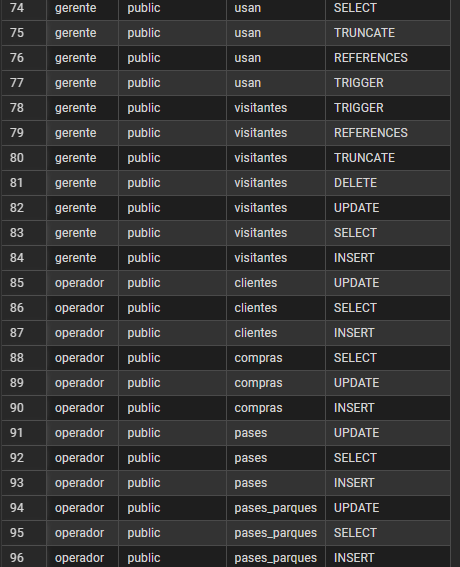 74 gerente public usan SELECT
75 gerente public usan TRUNCATE
76 gerente public usan REFERENCES
77 gerente public usan TRIGGER
78 gerente public visitantes TRIGGER
79 gerente public visitantes REFERENCES
80 gerente public visitantes TRUNCATE
81 gerente public visitantes DELETE
82 gerente public visitantes UPDATE
83 gerente public visitantes SELECT
84 gerente public visitantes INSERT
85 operador public clientes UPDATE
86 operador public clientes SELECT
87 operador public clientes INSERT
88 operador public compras SELECT
89 operador public compras UPDATE
90 operador public compras INSERT
91 operador public pases UPDATE
92 operador public pases SELECT
93 operador public pases INSERT
94 operador public pases_parques UPDATE
95 operador public pases_parques SELECT
96 operador public pases_parques INSERT